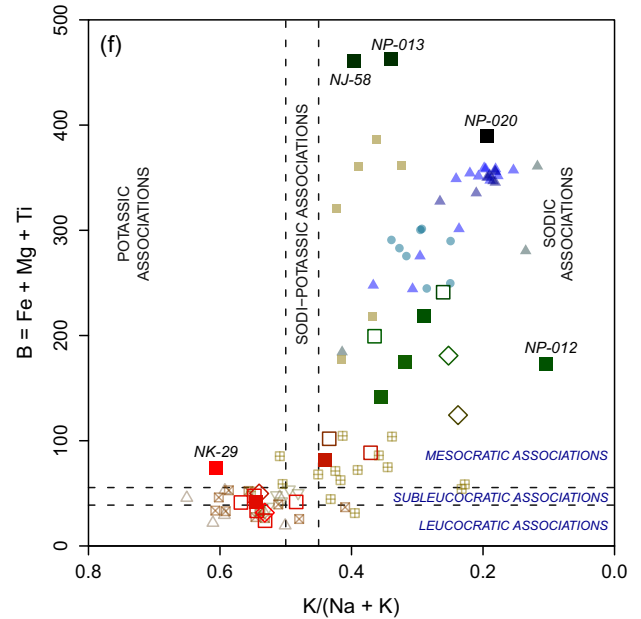 (f)
500
400
300
200
100
0
B = Fe + Mg + Ti
NP-013
NJ-58
NP-020
POTASSIC
ASSOCIATIONS
SODI-POTASSIC ASSOCIATIONS
SODIC
ASSOCIATIONS
NP-012
NK-29
MESOCRATIC ASSOCIATIONS
SUBLEUCOCRATIC ASSOCIATIONS
LEUCOCRATIC ASSOCIATIONS
0.8 0.6 0.4 0.2 0.0
K/(Na + K)